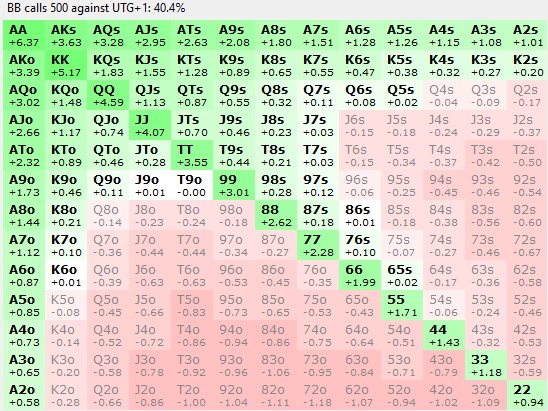 BB calls 500 against UTG+1: 40.4%
AA AKs AQs AJs ATs A9s A8s A7s A6s A5s A4s A3s A2s
+6.37 +3.63 +3.28 +2.95 +2.63 +2.08 +1.80 +1.51 +1.28 +1.26 +1.15 +1.08 +1.01
AKo KK KQs KJs KTs K9s K8s K7s K6s K5s K4s K3s K2s
+3.39 +5.17 +1.83 +1.55 +1.28 +0.89 +0.65 +0.55 +0.47 +0.38 +0.32 +0.27 +0.20
AQo KQo QQ QJs QTs Q9s Q8s Q7s Q6s Q5s Q4s Q3s Q2s
+3.02 +1.48 +4.59 +1.13 +0.87 +0.55 +0.32 +0.11 +0.08 +0.02 -0.04 -0.09 -0.17
AJo KJo QJo JJ JTs J9s J8s J7s J6s J5s J4s J3s J2s
+2.66 +1.17 +0.74 +4.07 +0.70 +0.46 +0.23 +0.03 -0.15 -0.18 -0.24 -0.29 -0.37
ATo KTo QTo JTo TT T9s T8s T7s T6s T5s T4s T3s T2s
+2.32 +0.89 +0.46 +0.28 +3.55 +0.44 +0.21 +0.03 -0.15 -0.34 -0.37 -0.42 -0.50
A9o K9o Q9o J9o T9o 99 98s 97s 96s 95s 94s 93s 92s
+1.73 +0.46 +0.11 +0.01 -0.00 +3.01 +0.28 +0.12 -0.06 -0.25 -0.45 -0.46 -0.54
A8o K8o Q8o J8o T8o 98o 88 87s 86s 85s 84s 83s 82s
+1.44 +0.21 -0.14 -0.23 -0.24 -0.18 +2.62 +0.18 +0.01 -0.18 -0.38 -0.56 -0.60
A7o K7o Q7o J7o T7o 97o 87o 77 76s 75s 74s 73s 72s
+1.12 +0.10 -0.36 -0.44 -0.44 -0.34 -0.27 +2.28 +0.10 -0.07 -0.27 -0.46 -0.67
A6o K6o Q6o J6o T6o 96o 86o 76o 66 65s 64s 63s 62s
+0.87 +0.01 -0.39 -0.63 -0.63 -0.53 -0.45 -0.35 +1.99 +0.02 -0.17 -0.36 -0.58
A5o K5o Q5o J5o T5o 95o 85o 75o 65o 55 54s 53s 52s
+0.85 -0.08 -0.45 -0.66 -0.83 -0.73 -0.65 -0.53 -0.43 +1.71 -0.06 -0.24 -0.46
A4o K4o Q4o J4o T4o 94o 84o 74o 64o 54o 44 43s 42s
+0.73 -0.14 -0.52 -0.72 -0.86 -0.94 -0.86 -0.75 -0.64 -0.51 +1.43 -0.32 -0.53
A3o K3o Q3o J3o T3o 93o 83o 73o 63o 53o 43o 33 32s
+0.65 -0.20 -0.58 -0.78 -0.92 -0.96 -1.06 -0.95 -0.84 -0.71 -0.79 +1.18 -0.59
A2o K2o Q2o J2o T2o 92o 82o 72o 62o 52o 42o 32o 22
+0.58 -0.28 -0.66 -0.86 -1.00 -1.04 -1.11 -1.18 -1.07 -0.94 -1.02 -1.09 +0.94